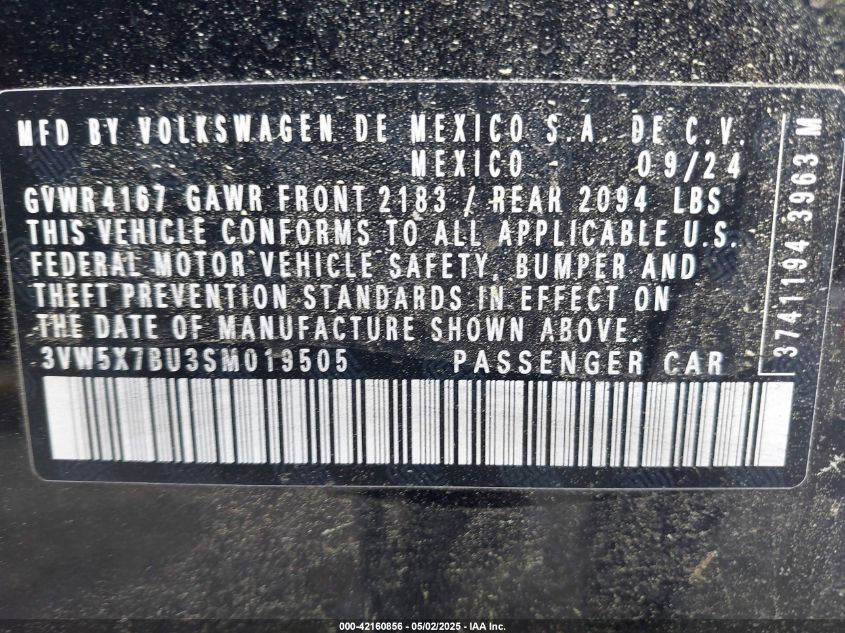 MFD BY VOLKSWAGEN DE MEXICO S.A. DE C.V.
MEXICO - 09/24
GVWR4167 GAWR FRONT 2183 / REAR 2094 LBS
THIS VEHICLE CONFORMS TO ALL APPLICABLE U.S.
FEDERAL MOTOR VEHICLE SAFETY, BUMPER AND
THEFT PREVENTION STANDARDS IN EFFECT ON
THE DATE OF MANUFACTURE SHOWN ABOVE.
3VW5X7BU3SM019505 PASSENGER CAR
3741194 3963 M
000-42160856 - 05/02/2025 - IAA Inc.